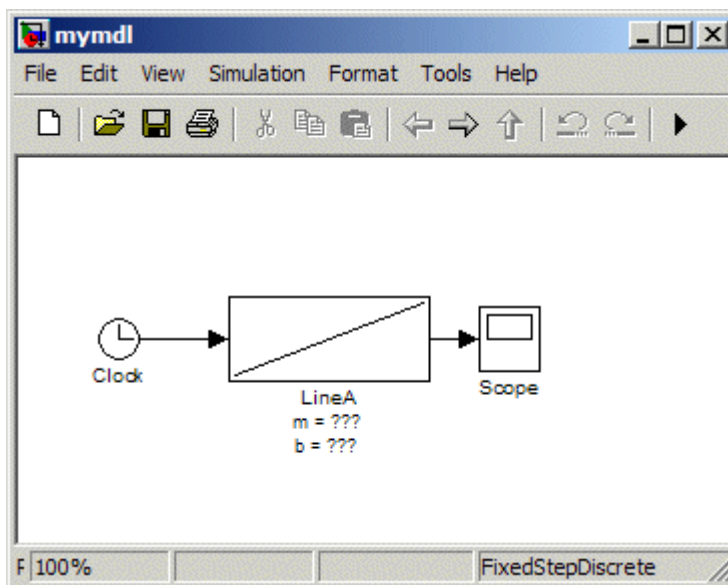 mymdl
File Edit View Simulation Format Tools Help
Clock
LineA
m = ???
b = ???
Scope
F 100% FixedStepDiscrete